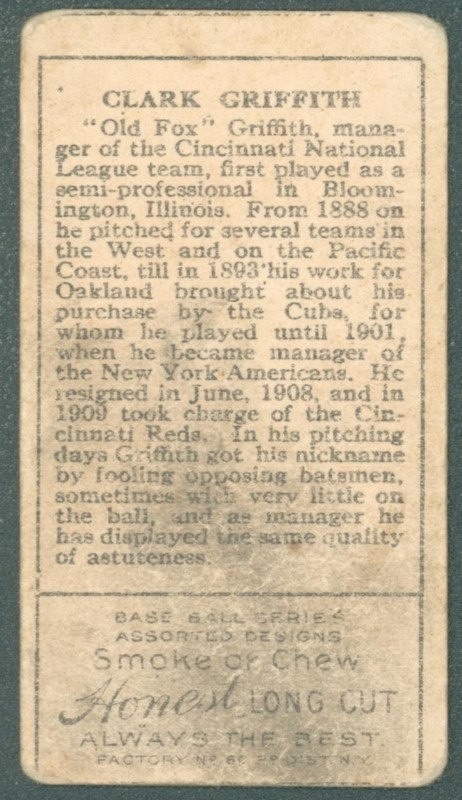 CLARK GRIFFITH
"Old Fox" Griffith, mana-
ger of the Cincinnati National
League team, first played as a
semi-professional in Bloom-
ington, Illinois. From 1888 on
he pitched for several teams in
the West and on the Pacific
Coast, till in 1893 his work for
Oakland brought about his
purchase by the Cubs, for
whom he played until 1901,
when he became manager of
the New York Americans. He
resigned in June, 1908, and in
1909 took charge of the Cin-
cinnati Reds. In his pitching
days Griffith got his nickname
by fooling opposing batsmen,
sometimes with very little on
the ball, and as manager he
has displayed the same quality
of astuteness.
BASE BALL SERIES
ASSORTED DESIGNS
Smoke or Chew
Honest LONG CUT
ALWAYS THE BEST.
FACTORY No DIST. N.Y.